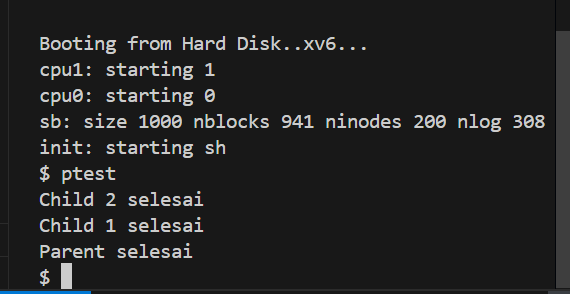 Booting from Hard Disk..xv6...
cpu1: starting 1
cpu0: starting 0
sb: size 1000 nblocks 941 ninodes 200 nlog 308
init: starting sh
$ ptest
Child 2 selesai
Child 1 selesai
Parent selesai
$